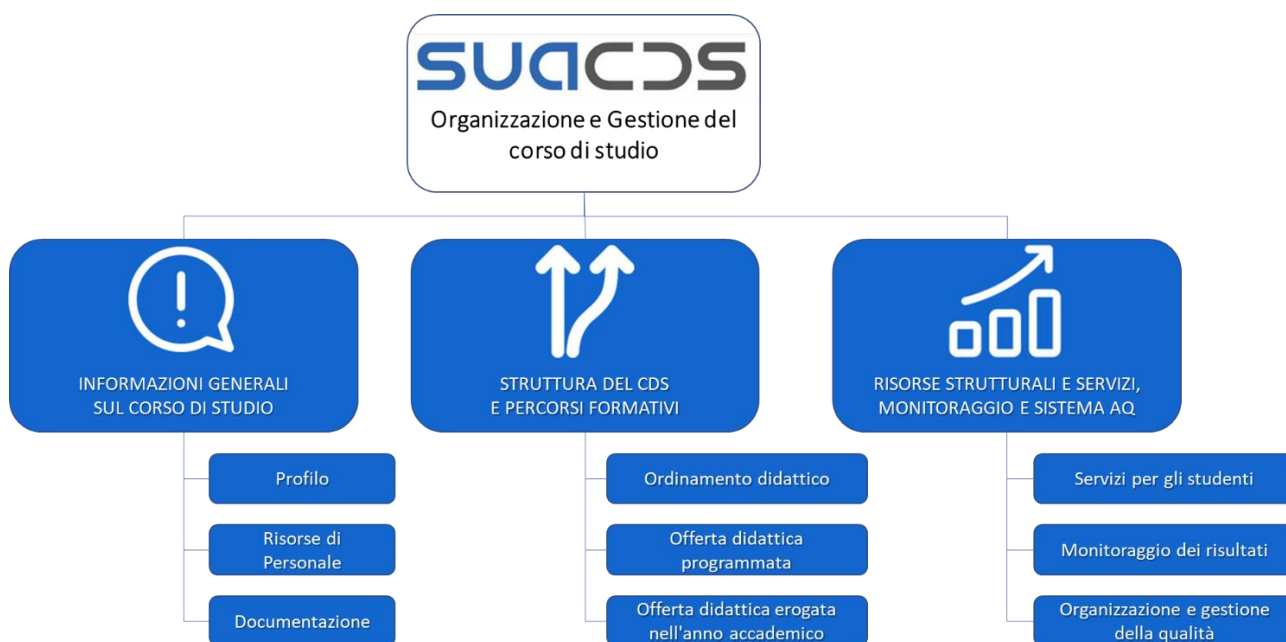 SUACDS
Organizzazione e Gestione del
corso di studio
INFORMAZIONI GENERALI
SUL CORSO DI STUDIO
Profilo
Risorse di
Personale
Documentazione
STRUTTURA DEL CDS
E PERCORSI FORMATIVI
Ordinamento didattico
Offerta didattica
programmata
Offerta didattica erogata
nell'anno accademico
RISORSE STRUTTURALI E SERVIZI,
MONITORAGGIO E SISTEMA AQ
Servizi per gli studenti
Monitoraggio dei risultati
Organizzazione e gestione
della qualità